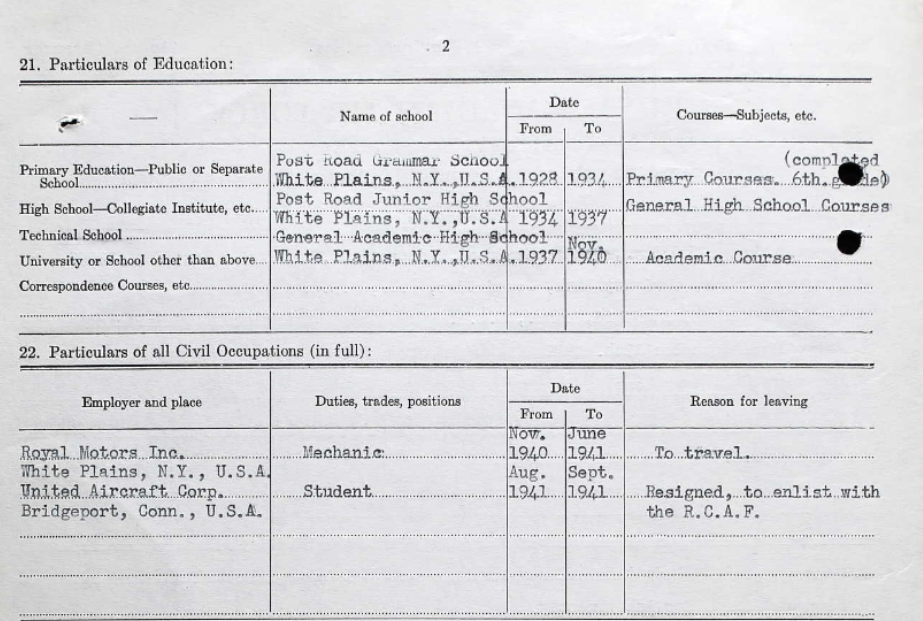 2
21. Particulars of Education:
Name of school
Date
From To
Courses—Subjects, etc.
Primary Education—Public or Separate School
Post Road Grammar School
White Plains, N.Y.,U.S.A. 1928 1934
(completed
Primary Courses. 6th.
High School—Collegiate Institute, etc.
Post Road Junior High School
White Plains, N.Y.,U.S.A 1934 1937
General High School Courses
Technical School
General Academic High School
University or School other than above
White Plains, N.Y.,U.S.A. 1937 Nov. 1940
Academic Course
Correspondence Courses, etc.
22. Particulars of all Civil Occupations (in full):
Employer and place
Duties, trades, positions
Date
From To
Reason for leaving
Nov. June
Royal Motors Inc. Mechanic 1940 1941 To travel.
White Plains, N.Y., U.S.A. Aug. Sept.
United Aircraft Corp. Student 1941 1941 Resigned, to enlist with
Bridgeport, Conn., U.S.A. the R.C.A.F.